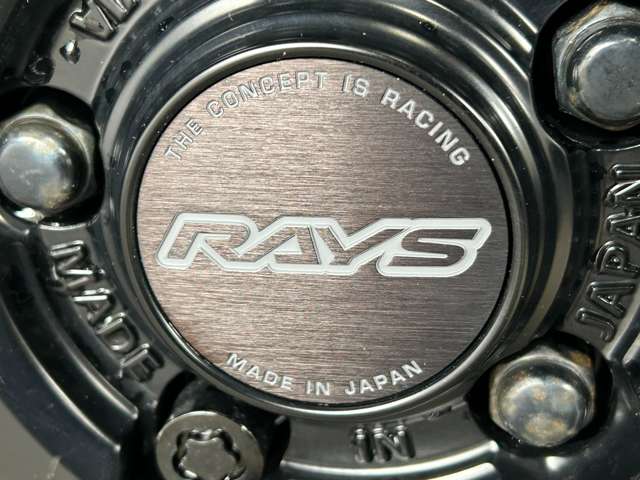 THE CONCEPT IS RACING
RAYS
MADE IN JAPAN
MADE IN JAPAN